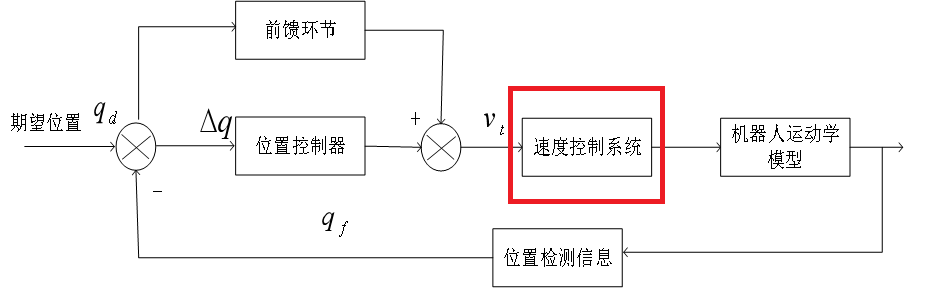 前馈环节
期望位置
q_d
Δq
位置控制器
+
v_t
速度控制系统
机器人运动学
模型
−
q_f
位置检测信息